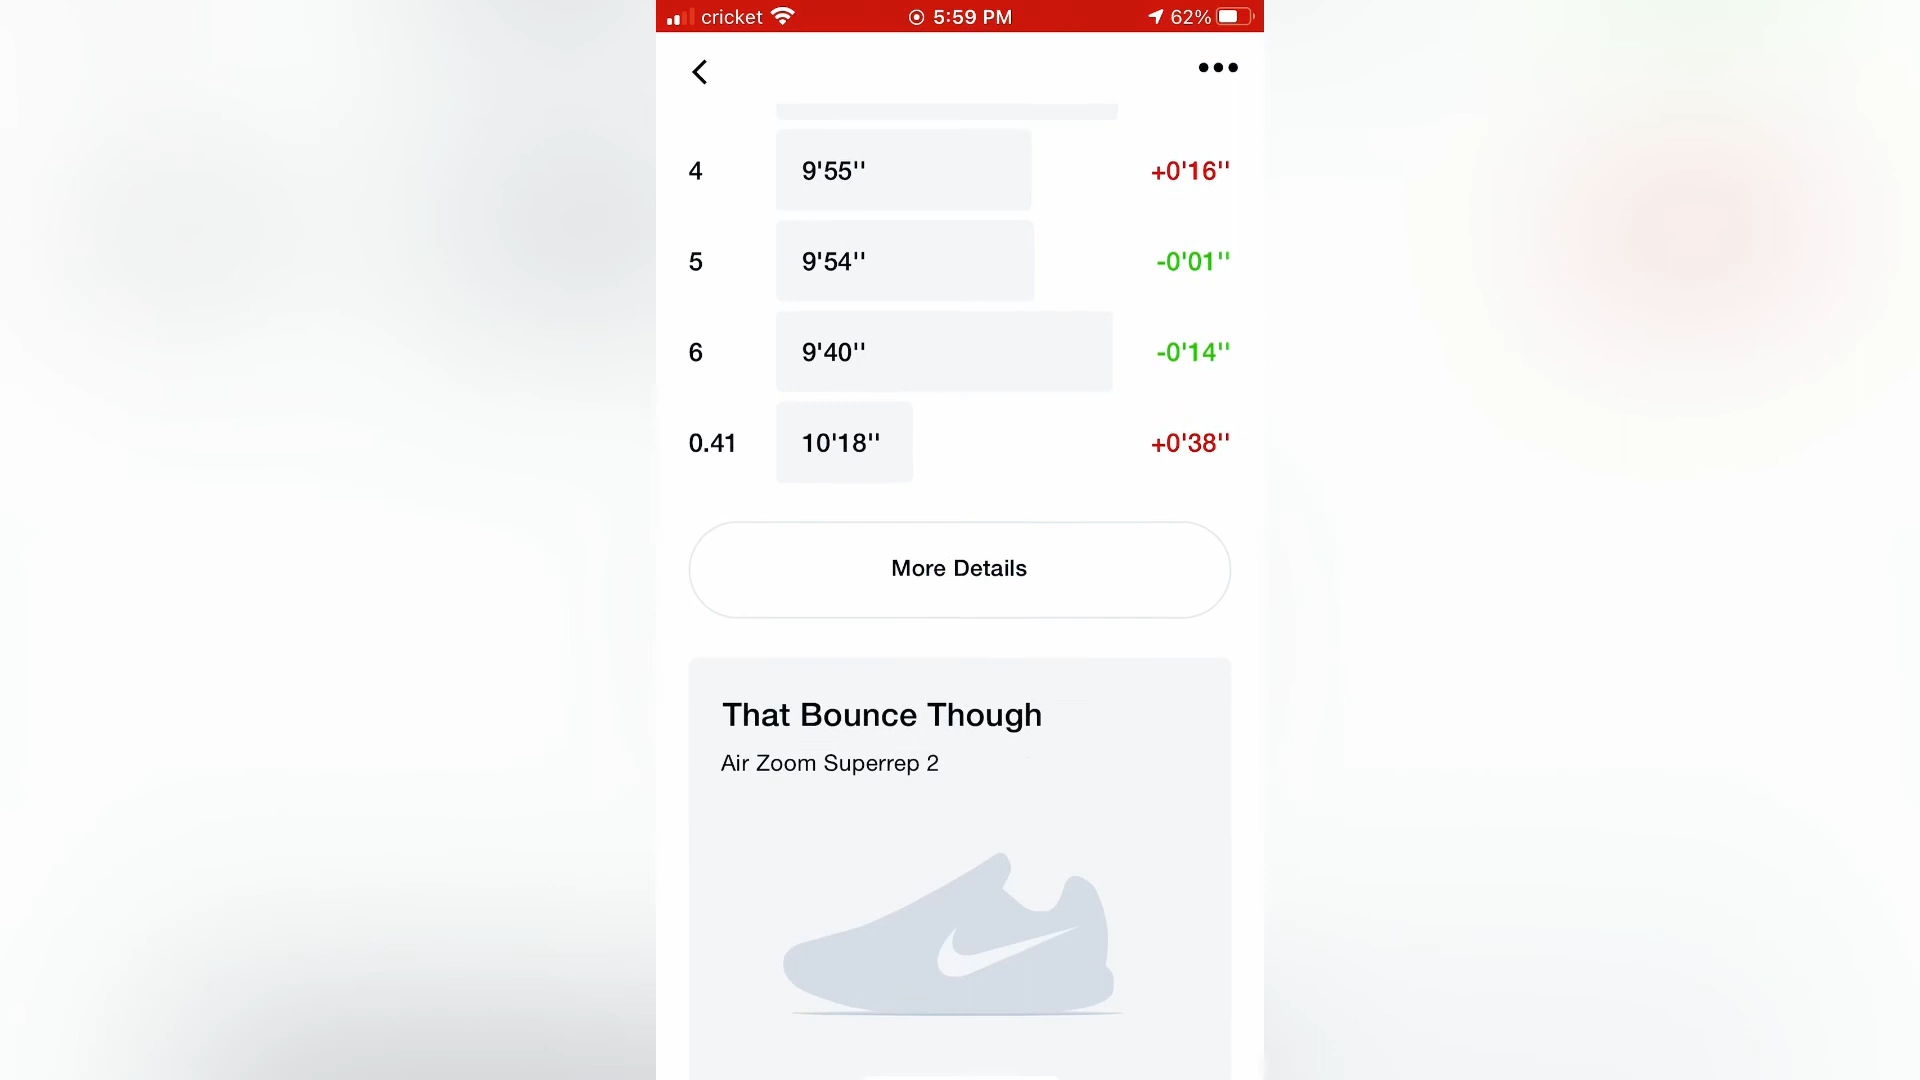 cricket 5:59 PM 62%
4 9'55'' +0'16''
5 9'54'' -0'01''
6 9'40'' -0'14''
0.41 10'18'' +0'38''
More Details
That Bounce Though
Air Zoom Superrep 2